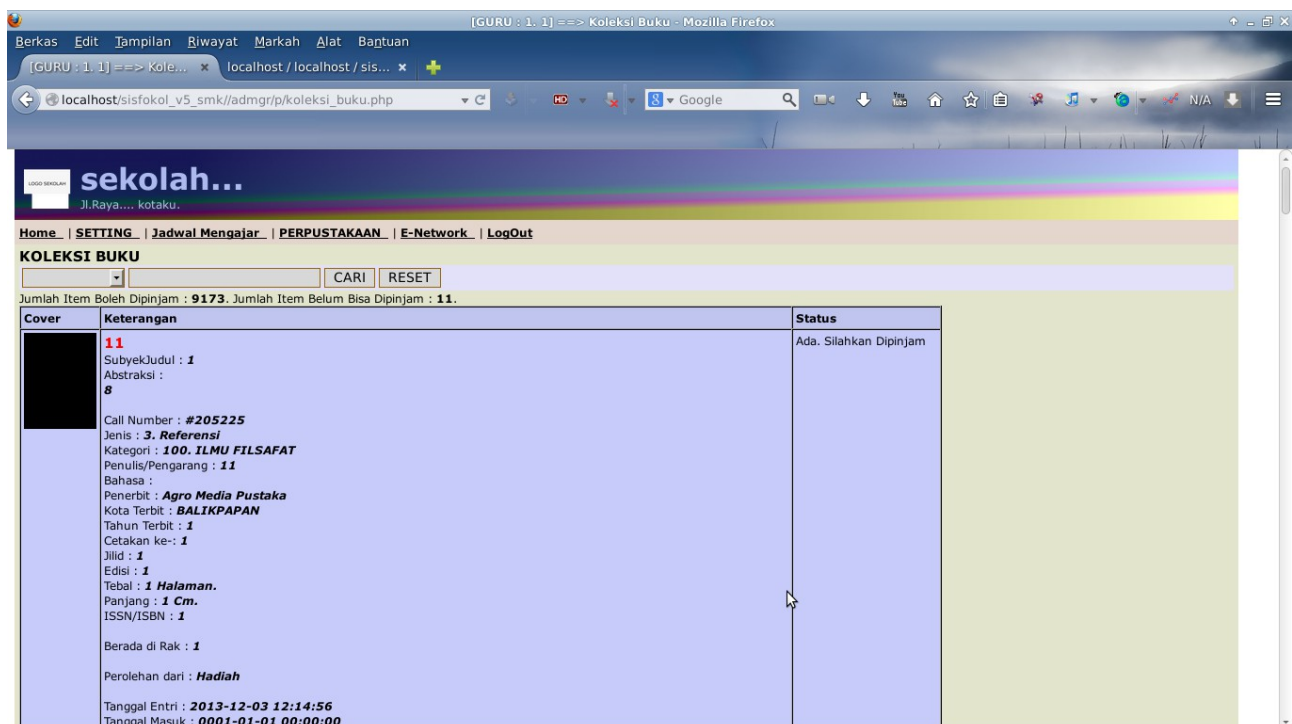 [GURU : 1. 1] ==> Koleksi Buku - Mozilla Firefox
Berkas Edit Tampilan Riwayat Markah Alat Bantuan
[GURU : 1. 1] ==> Kole... localhost / localhost / sis...
localhost/sisfokol_v5_smk//admgr/p/koleksi_buku.php HD Google You Tube N/A
LOGO SEKOLAH
sekolah...
Jl.Raya.... kotaku.
Home | SETTING | Jadwal Mengajar | PERPUSTAKAAN | E-Network | LogOut
KOLEKSI BUKU
CARI RESET
Jumlah Item Boleh Dipinjam : 9173. Jumlah Item Belum Bisa Dipinjam : 11.
Cover Keterangan Status
11 Ada. Silahkan Dipinjam
SubyekJudul : 1
Abstraksi :
8
Call Number : #205225
Jenis : 3. Referensi
Kategori : 100. ILMU FILSAFAT
Penulis/Pengarang : 11
Bahasa :
Penerbit : Agro Media Pustaka
Kota Terbit : BALIKPAPAN
Tahun Terbit : 1
Cetakan ke-: 1
Jilid : 1
Edisi : 1
Tebal : 1 Halaman.
Panjang : 1 Cm.
ISSN/ISBN : 1
Berada di Rak : 1
Perolehan dari : Hadiah
Tanggal Entri : 2013-12-03 12:14:56
Tanggal Masuk : 0001-01-01 00:00:00